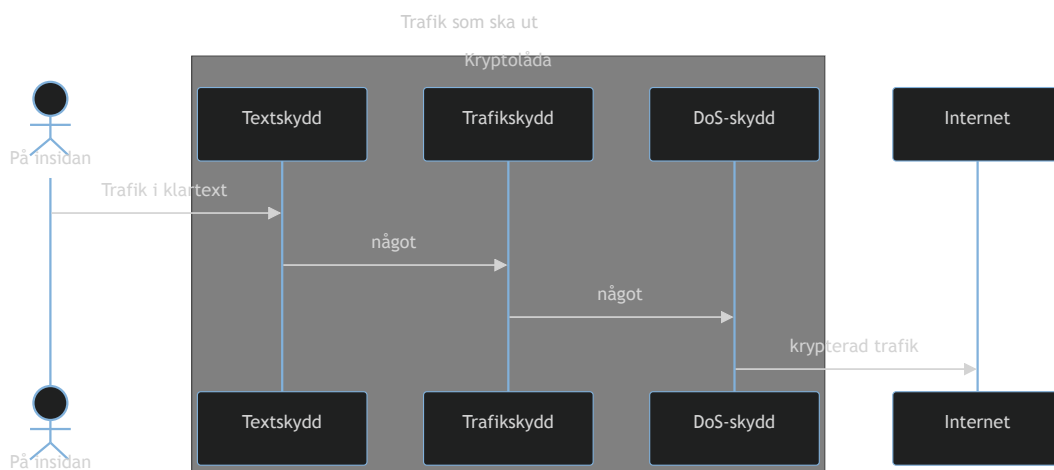 Trafik som ska ut
Kryptolåda
På insidan
Textskydd
Trafikskydd
DoS-skydd
Internet
Trafik i klartext
något
något
krypterad trafik
På insidan
Textskydd
Trafikskydd
DoS-skydd
Internet